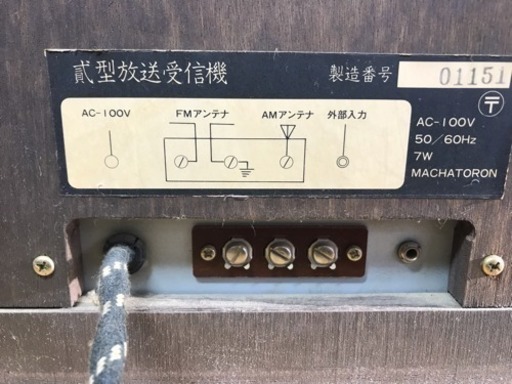 貳型放送受信機
製造番号 01151
AC-100V FMアンテナ AMアンテナ 外部入力
〒
AC-100V
50/60Hz
7W
MACHATORON